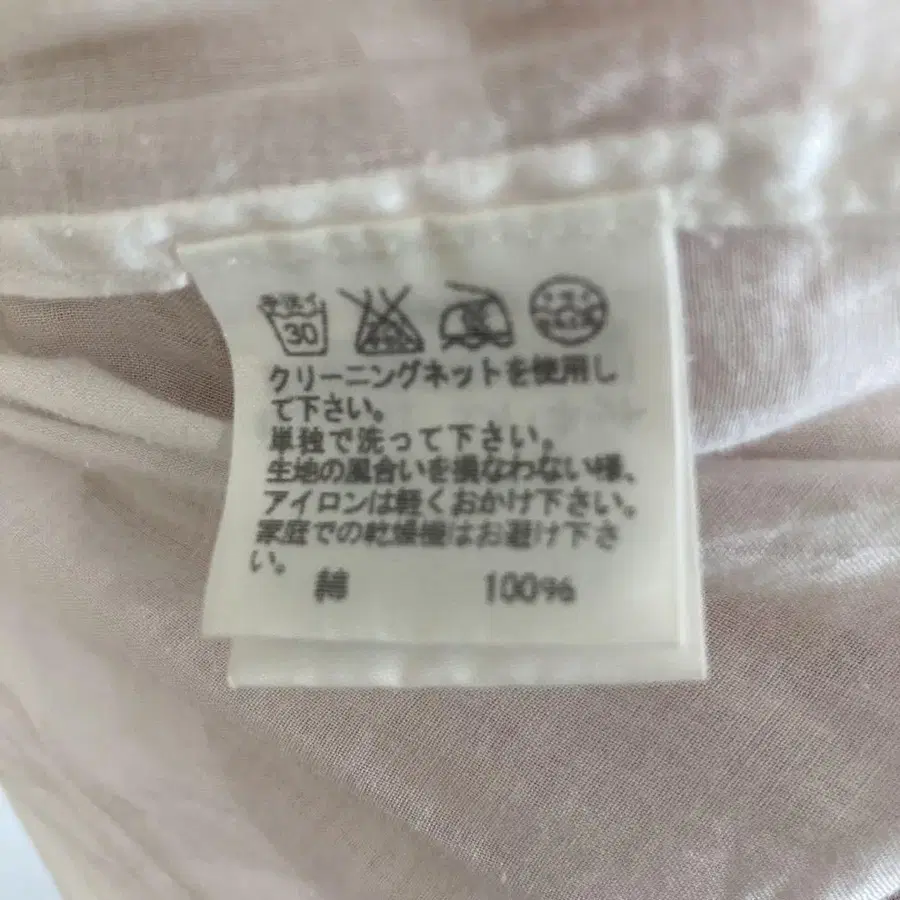 手洗イ
30
クリーニングネットを使用し
て下さい。
単独で洗って下さい。
生地の風合いを損なわない様、
アイロンは軽くおかけ下さい。
家庭での乾燥機はお避け下さ
い。
綿 100%